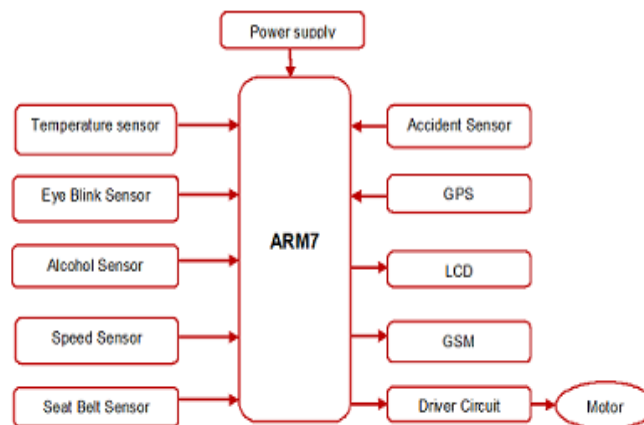 Power supply
Temperature sensor
Accident Sensor
Eye Blink Sensor
GPS
ARM7
Alcohol Sensor
LCD
Speed Sensor
GSM
Seat Belt Sensor
Driver Circuit
Motor